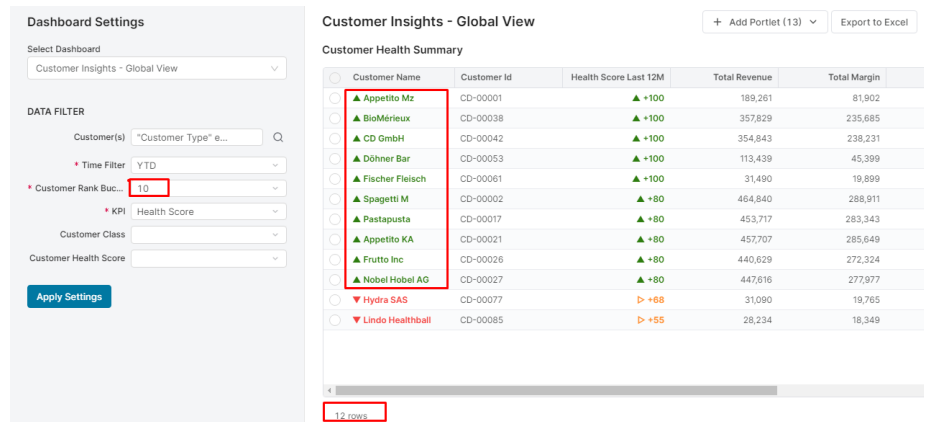 Dashboard Settings
Select Dashboard
Customer Insights - Global View
DATA FILTER
Customer(s) "Customer Type" e...
* Time Filter YTD
* Customer Rank Buc... 10
* KPI Health Score
Customer Class
Customer Health Score
Apply Settings
Customer Insights - Global View
+ Add Portlet (13)
Export to Excel
Customer Health Summary
Customer Name Customer Id Health Score Last 12M Total Revenue Total Margin
▲ Appetito Mz CD-00001 ▲ +100 189,261 81,902
▲ BioMérieux CD-00038 ▲ +100 357,829 235,685
▲ CD GmbH CD-00042 ▲ +100 354,843 238,231
▲ Döhner Bar CD-00053 ▲ +100 113,439 45,399
▲ Fischer Fleisch CD-00061 ▲ +100 31,490 19,899
▲ Spagetti M CD-00002 ▲ +80 464,840 288,911
▲ Pastapusta CD-00017 ▲ +80 453,717 283,343
▲ Appetito KA CD-00021 ▲ +80 457,707 285,649
▲ Frutto Inc CD-00026 ▲ +80 440,629 272,324
▲ Nobel Hobel AG CD-00027 ▲ +80 447,616 277,977
▼ Hydra SAS CD-00077 ▷ +68 31,090 19,765
▼ Lindo Healthball CD-00085 ▷ +55 28,234 18,349
12 rows